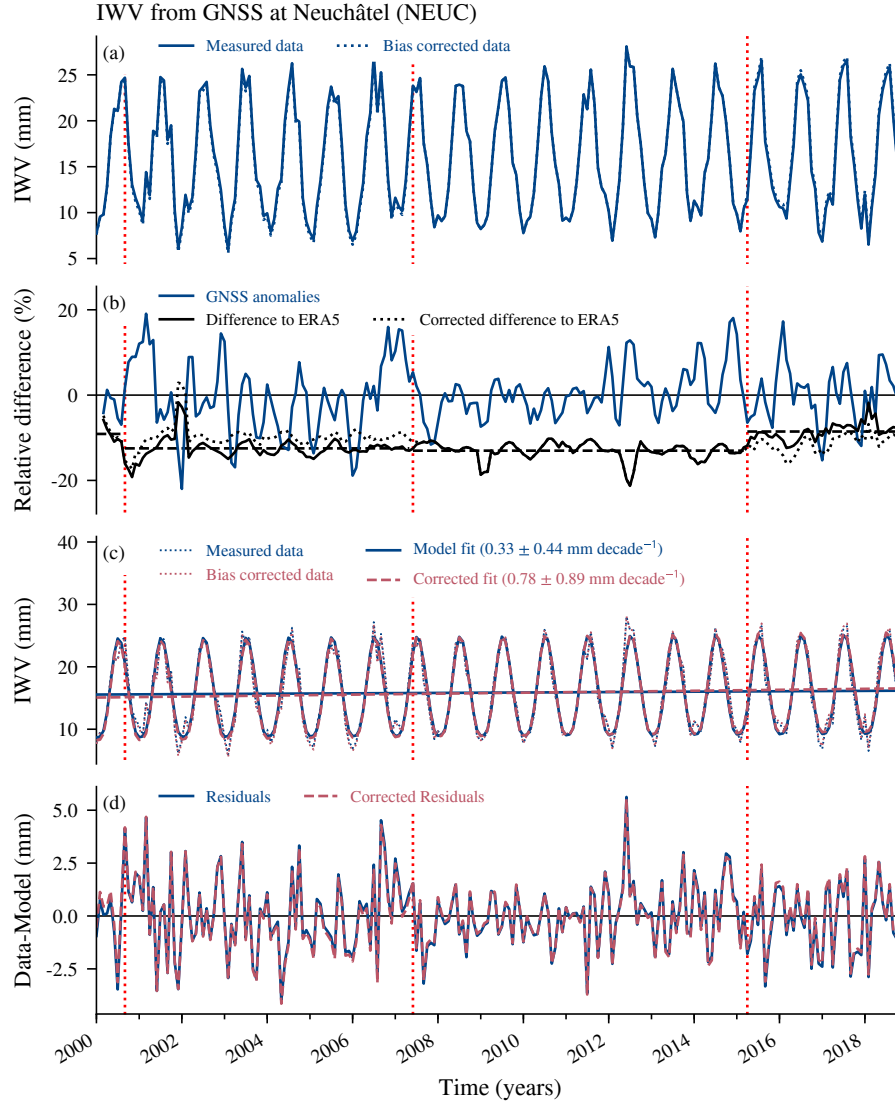 IWV from GNSS at Neuchâtel (NEUC)
(a)
Measured data
Bias corrected data
25
20
15
10
5
IWV (mm)
(b)
GNSS anomalies
Difference to ERA5
Corrected difference to ERA5
20
0
-20
Relative difference (%)
(c)
Measured data
Model fit (0.33 ± 0.44 mm decade⁻¹)
Bias corrected data
Corrected fit (0.78 ± 0.89 mm decade⁻¹)
40
30
20
10
IWV (mm)
(d)
Residuals
Corrected Residuals
5.0
2.5
0.0
-2.5
Data-Model (mm)
2000
2002
2004
2006
2008
2010
2012
2014
2016
2018
Time (years)